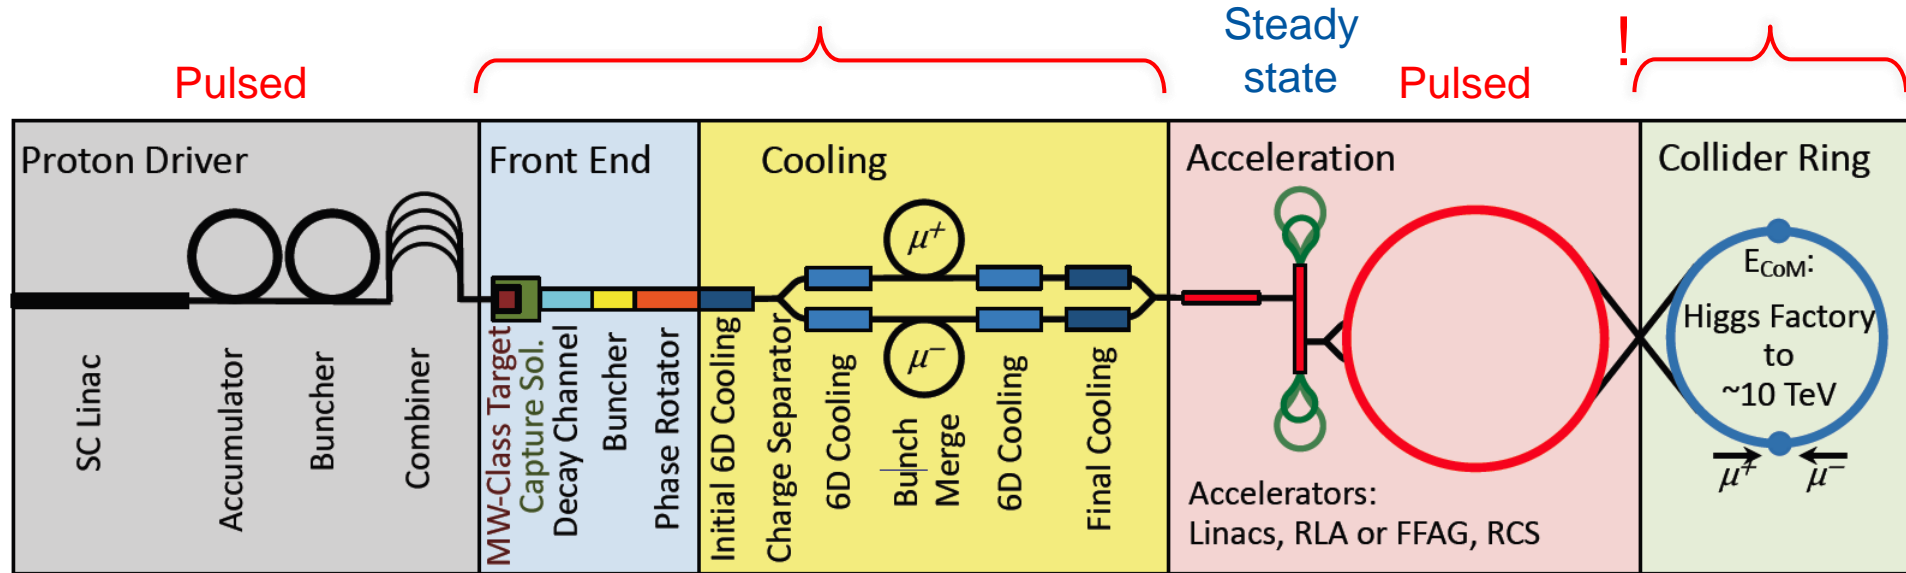 Pulsed
Steady
state
Pulsed
!
Proton Driver
SC Linac
Accumulator
Buncher
Combiner
Front End
MW-Class Target
Capture Sol.
Decay Channel
Buncher
Phase Rotator
Cooling
Initial 6D Cooling
Charge Separator
6D Cooling
μ+
μ−
Bunch
Merge
6D Cooling
Final Cooling
Acceleration
Accelerators:
Linacs, RLA or FFAG, RCS
Collider Ring
ECoM:
Higgs Factory
to
~10 TeV
μ+ μ−